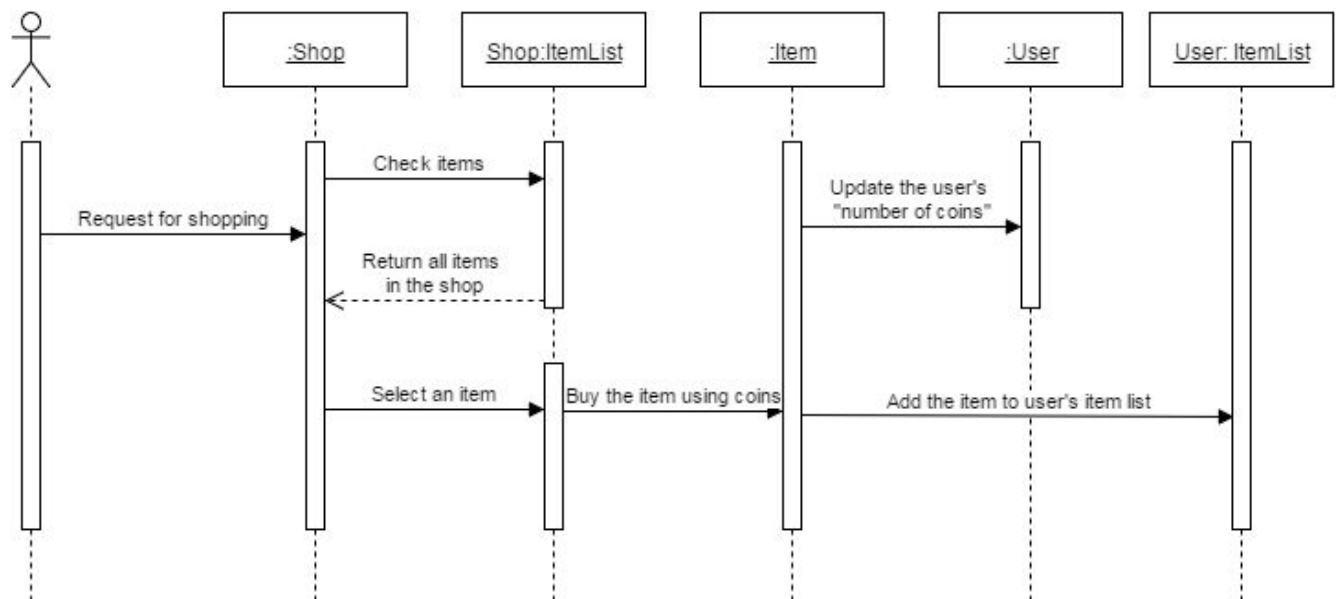 :Shop
Shop:ItemList
:Item
:User
User: ItemList
Check items
Update the user's
"number of coins"
Request for shopping
Return all items
in the shop
Select an item
Buy the item using coins
Add the item to user's item list